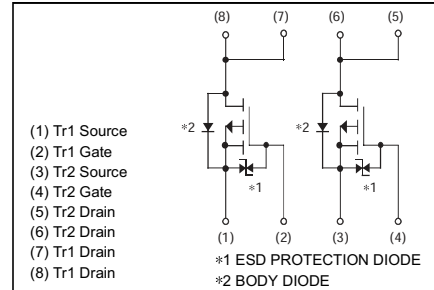 (8) (7) (6) (5)
*2 *2
*1 *1
(1) Tr1 Source
(2) Tr1 Gate
(3) Tr2 Source
(4) Tr2 Gate
(5) Tr2 Drain
(6) Tr2 Drain
(7) Tr1 Drain
(8) Tr1 Drain
(1) (2) (3) (4)
*1 ESD PROTECTION DIODE
*2 BODY DIODE